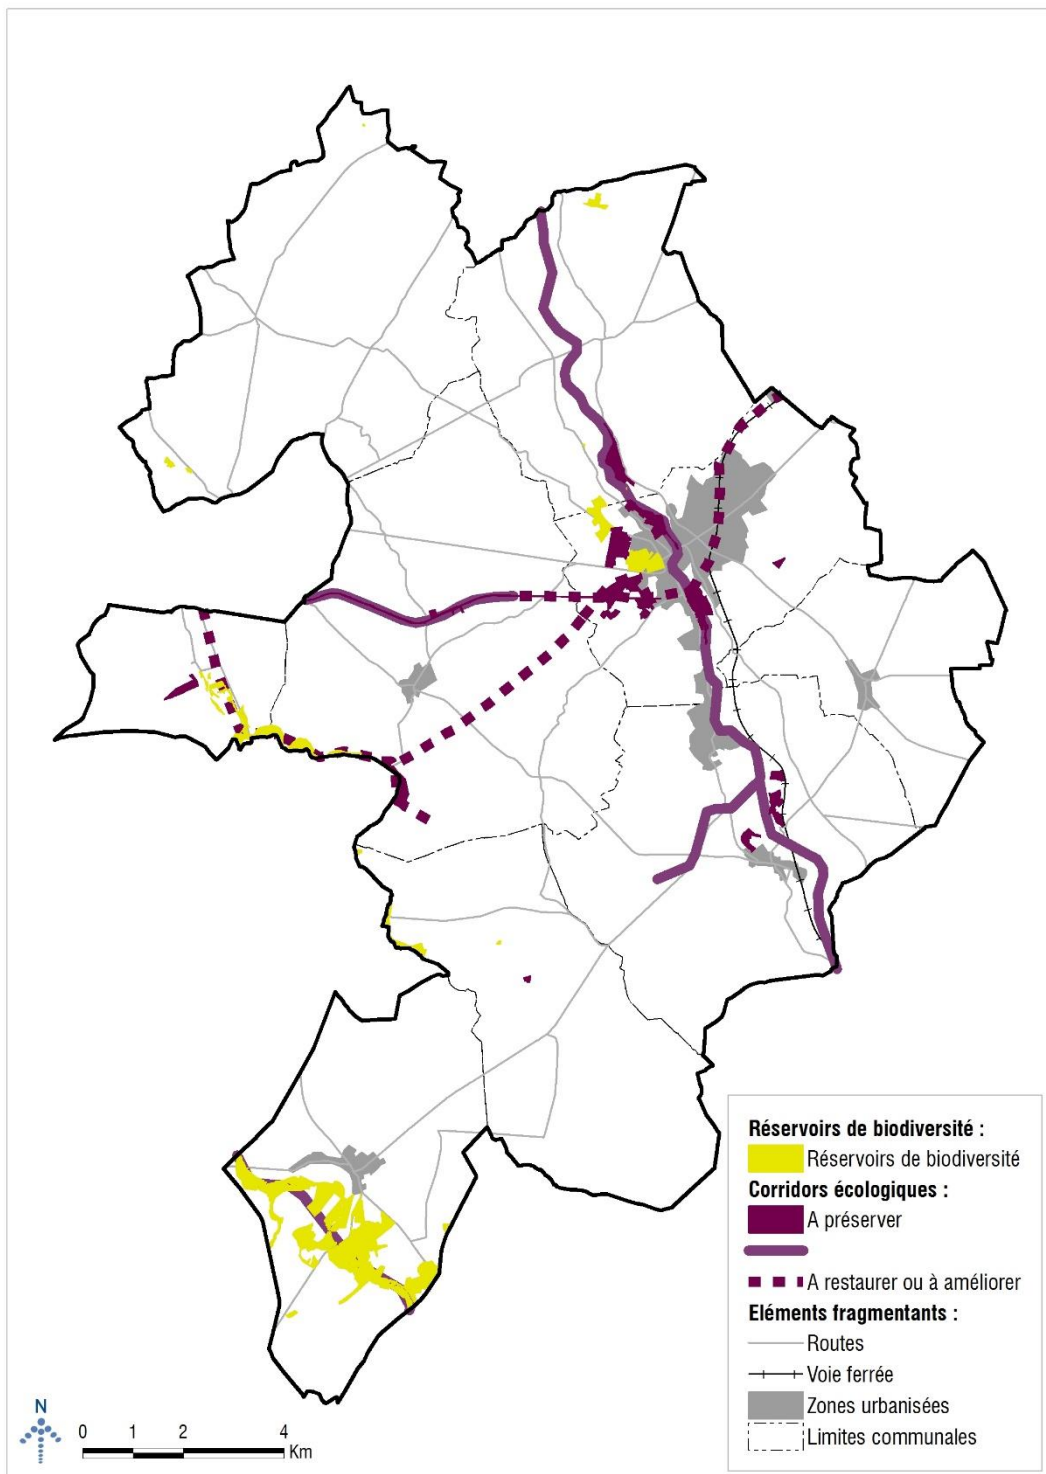 Réservoirs de biodiversité :
Réservoirs de biodiversité
Corridors écologiques :
A préserver
A restaurer ou à améliorer
Eléments fragmentants :
Routes
Voie ferrée
Zones urbanisées
Limites communales
N
0 1 2 4
Km